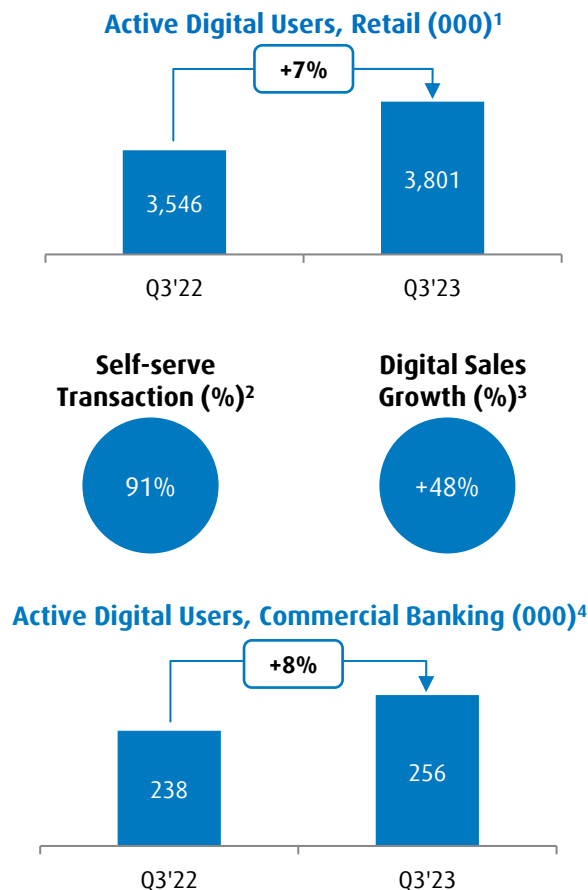 Active Digital Users, Retail (000)¹
+7%
3,546
3,801
Q3'22
Q3'23
Self-serve
Transaction (%)²
91%
Digital Sales
Growth (%)³
+48%
Active Digital Users, Commercial Banking (000)⁴
+8%
238
256
Q3'22
Q3'23